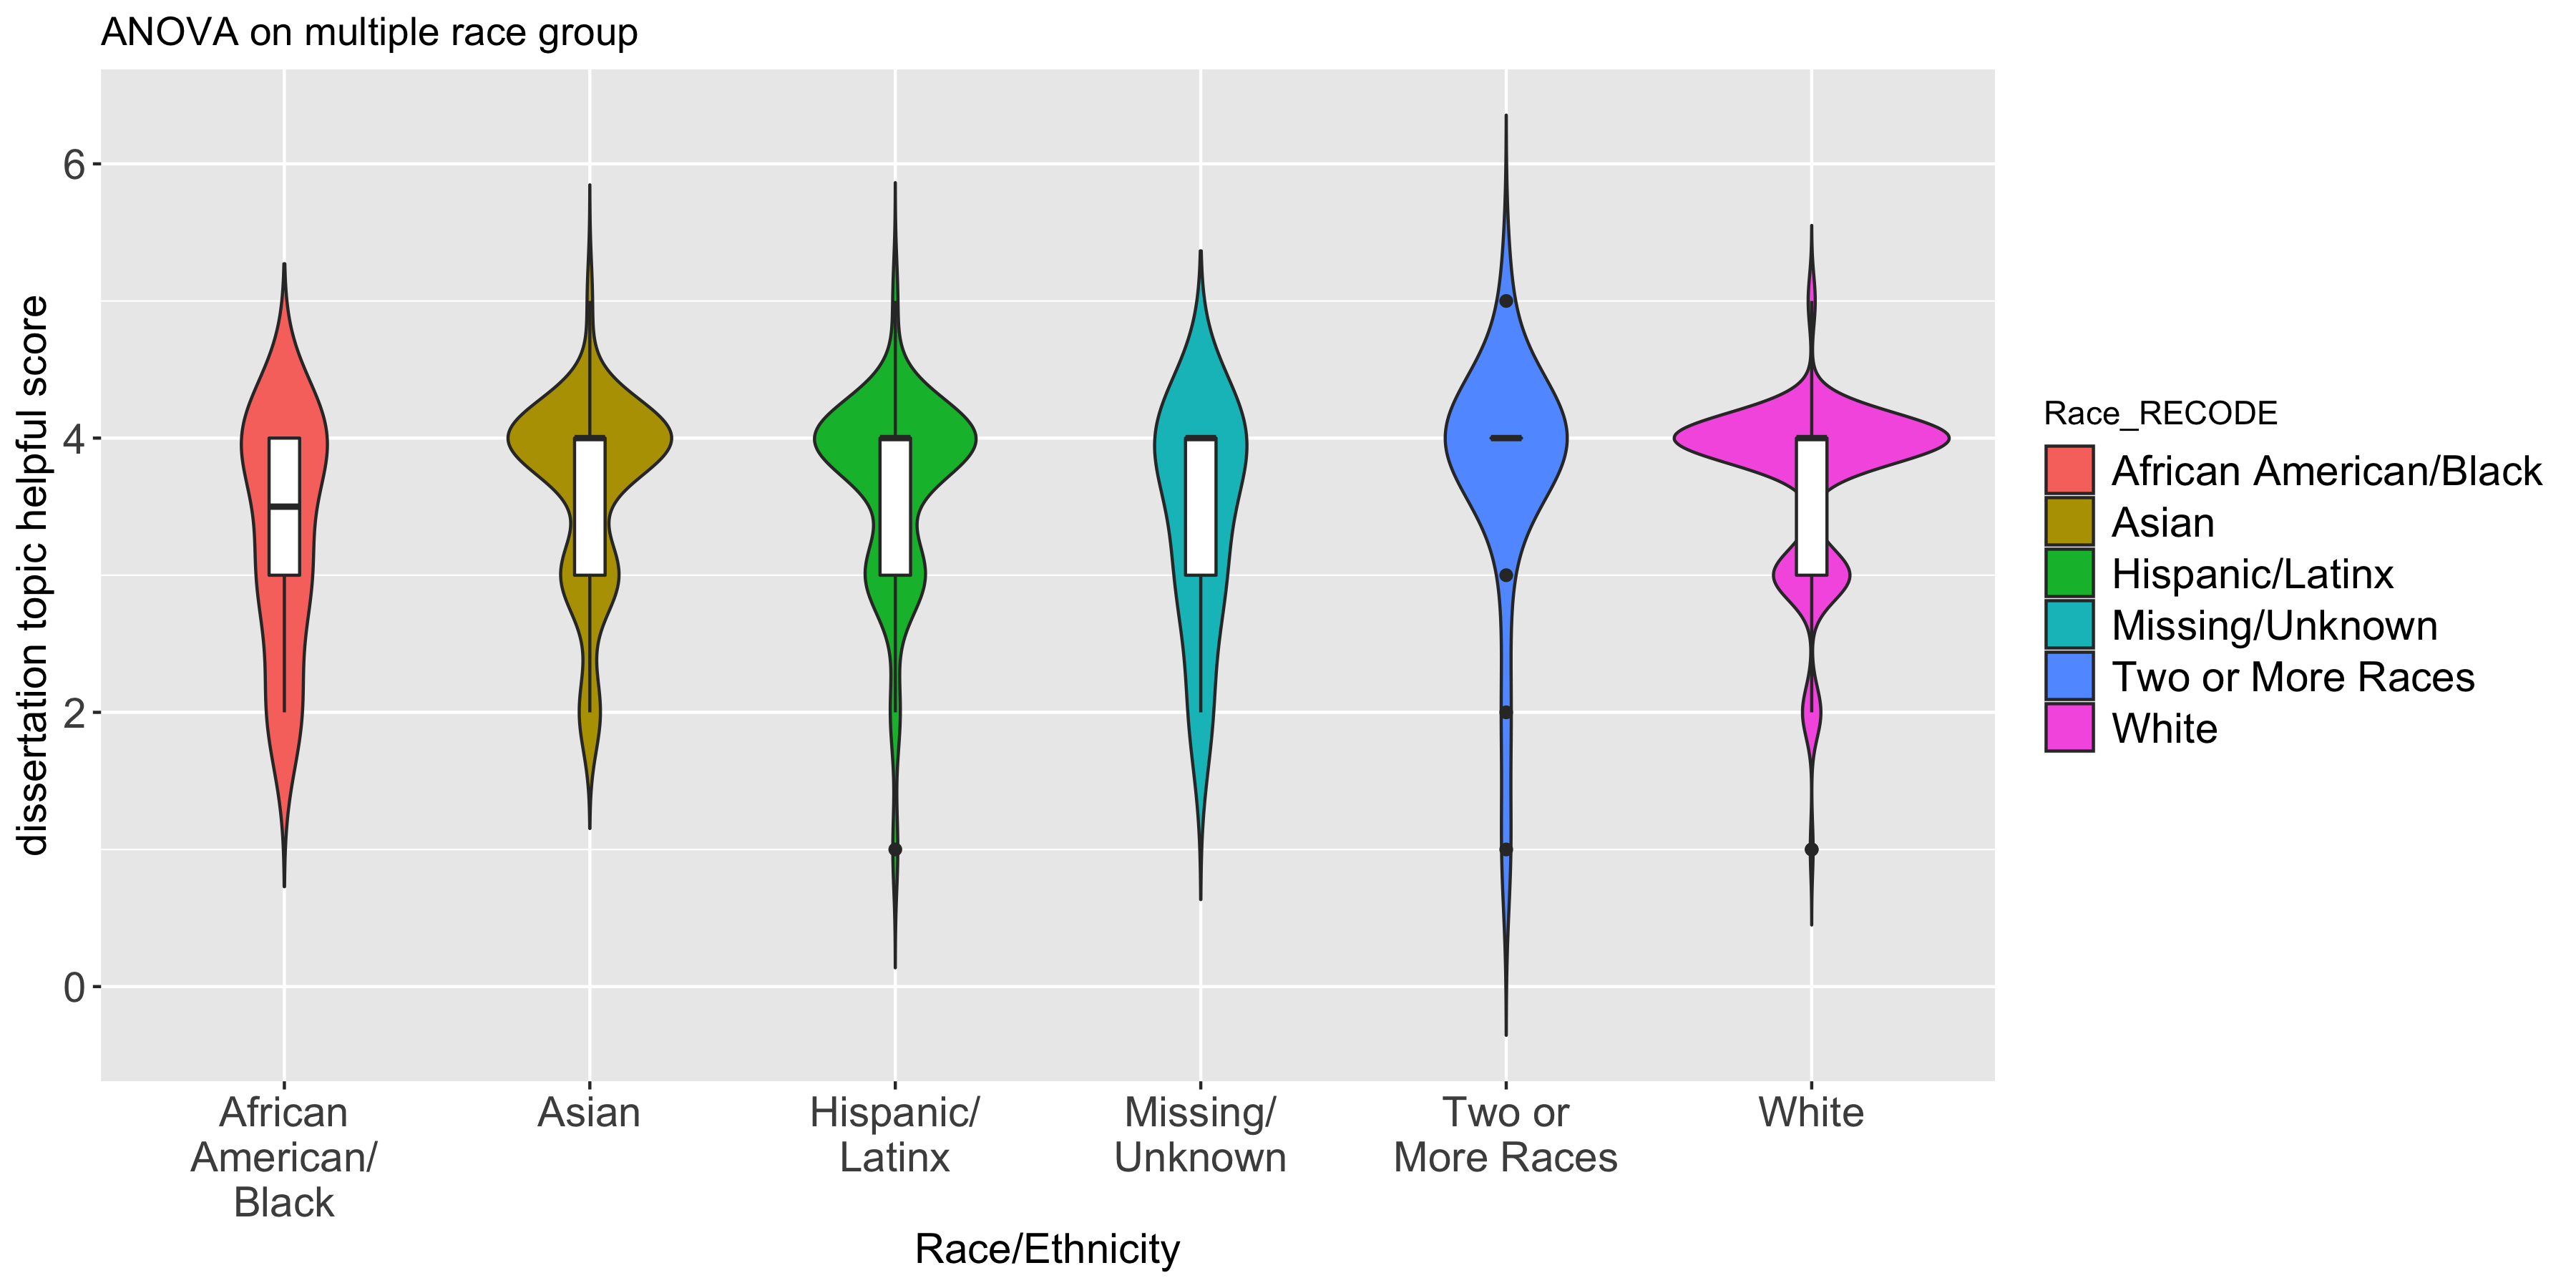 ANOVA on multiple race group
dissertation topic helpful score
6
4
2
0
African
American/
Black
Asian
Hispanic/
Latinx
Missing/
Unknown
Two or
More Races
White
Race/Ethnicity
Race_RECODE
African American/Black
Asian
Hispanic/Latinx
Missing/Unknown
Two or More Races
White